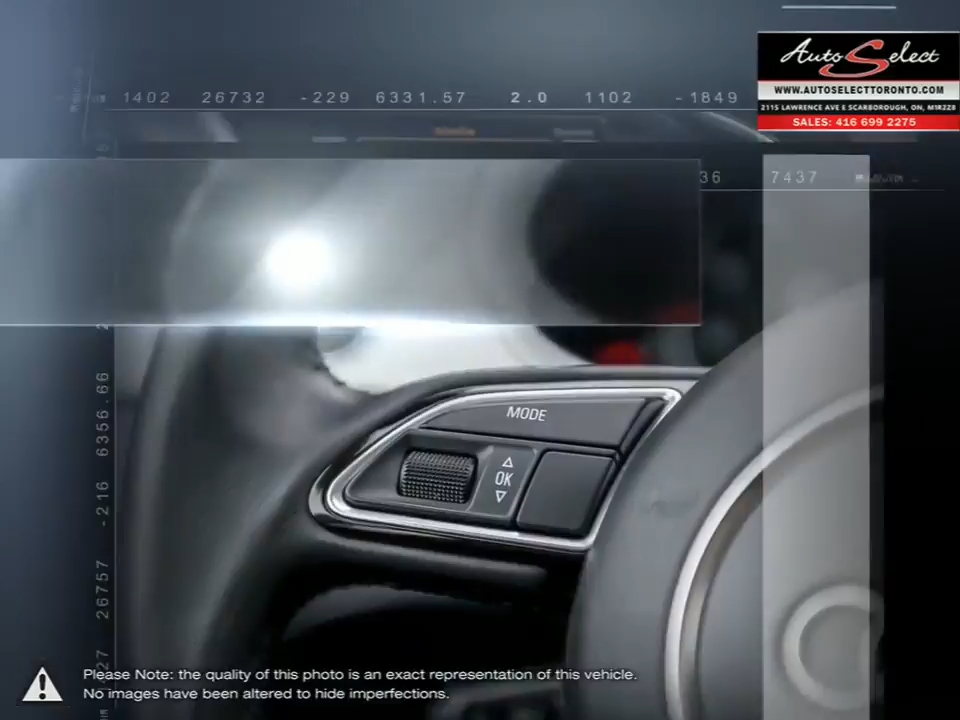 Auto Select
WWW.AUTOSELECTTORONTO.COM
2115 LAWRENCE AVE E SCARBOROUGH, ON, M1R2Z8
SALES: 416 699 2275
1402 26732 -229 6331.57 2.0 1102 -1849
36 7437
6356.66
-216
26757
MODE
OK
Please Note: the quality of this photo is an exact representation of this vehicle.
No images have been altered to hide imperfections.